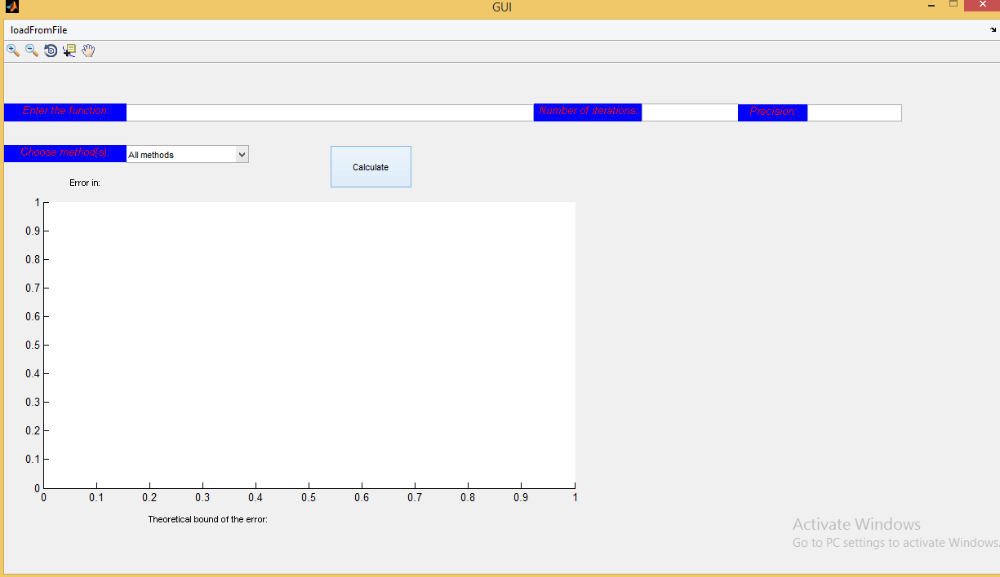 GUI
loadFromFile
Enter the function: Number of iterations: Precision:
Choose method(s): All methods Calculate
Error in:
1
0.9
0.8
0.7
0.6
0.5
0.4
0.3
0.2
0.1
0
0 0.1 0.2 0.3 0.4 0.5 0.6 0.7 0.8 0.9 1
Theoretical bound of the error:
Activate Windows
Go to PC settings to activate Windows.